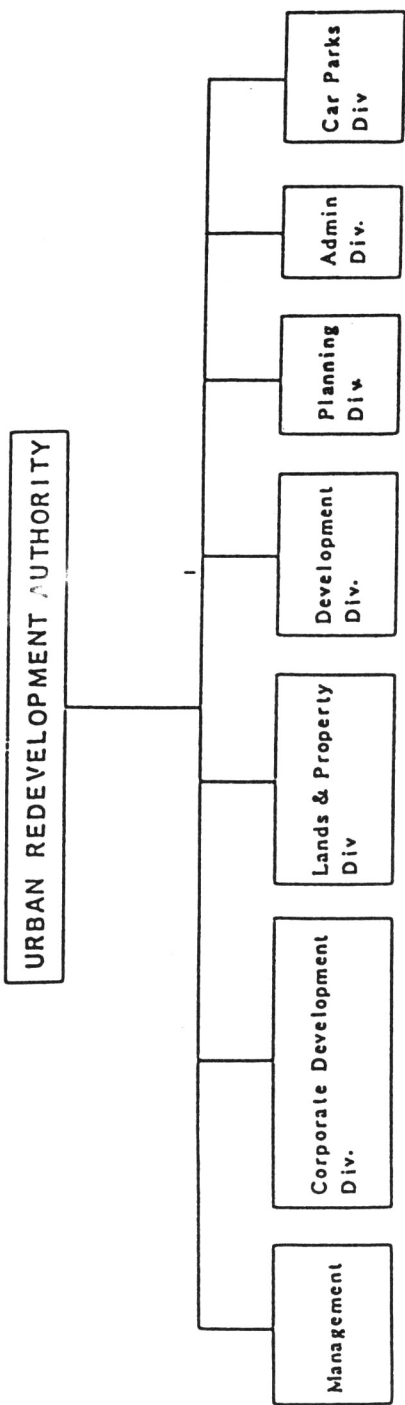 URBAN REDEVELOPMENT AUTHORITY
Management
Corporate Development
Div.
Lands & Property
Div
Development
Div.
Planning
Div.
Admin
Div.
Car Parks
Div